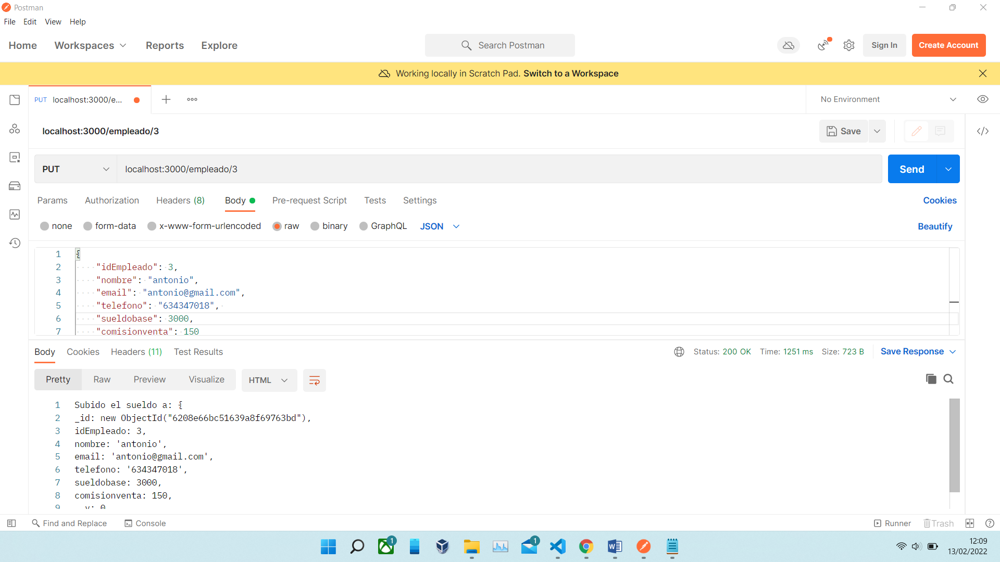 Postman
File Edit View Help
Home Workspaces Reports Explore Search Postman Sign In Create Account
Working locally in Scratch Pad. Switch to a Workspace
PUT localhost:3000/e... No Environment
localhost:3000/empleado/3 Save
PUT localhost:3000/empleado/3 Send
Params Authorization Headers (8) Body Pre-request Script Tests Settings Cookies
none form-data x-www-form-urlencoded raw binary GraphQL JSON Beautify
1 {
2 "idEmpleado": 3,
3 "nombre": "antonio",
4 "email": "antonio@gmail.com",
5 "telefono": "634347018",
6 "sueldobase": 3000,
7 "comisionventa": 150
Body Cookies Headers (11) Test Results Status: 200 OK Time: 1251 ms Size: 723 B Save Response
Pretty Raw Preview Visualize HTML
1 Subido el sueldo a: {
2 _id: new ObjectId("6208e66bc51639a8f69763bd"),
3 idEmpleado: 3,
4 nombre: 'antonio',
5 email: 'antonio@gmail.com',
6 telefono: '634347018',
7 sueldobase: 3000,
8 comisionventa: 150,
9 __v: 0
Find and Replace Console Runner Trash
1 1 12:09
13/02/2022